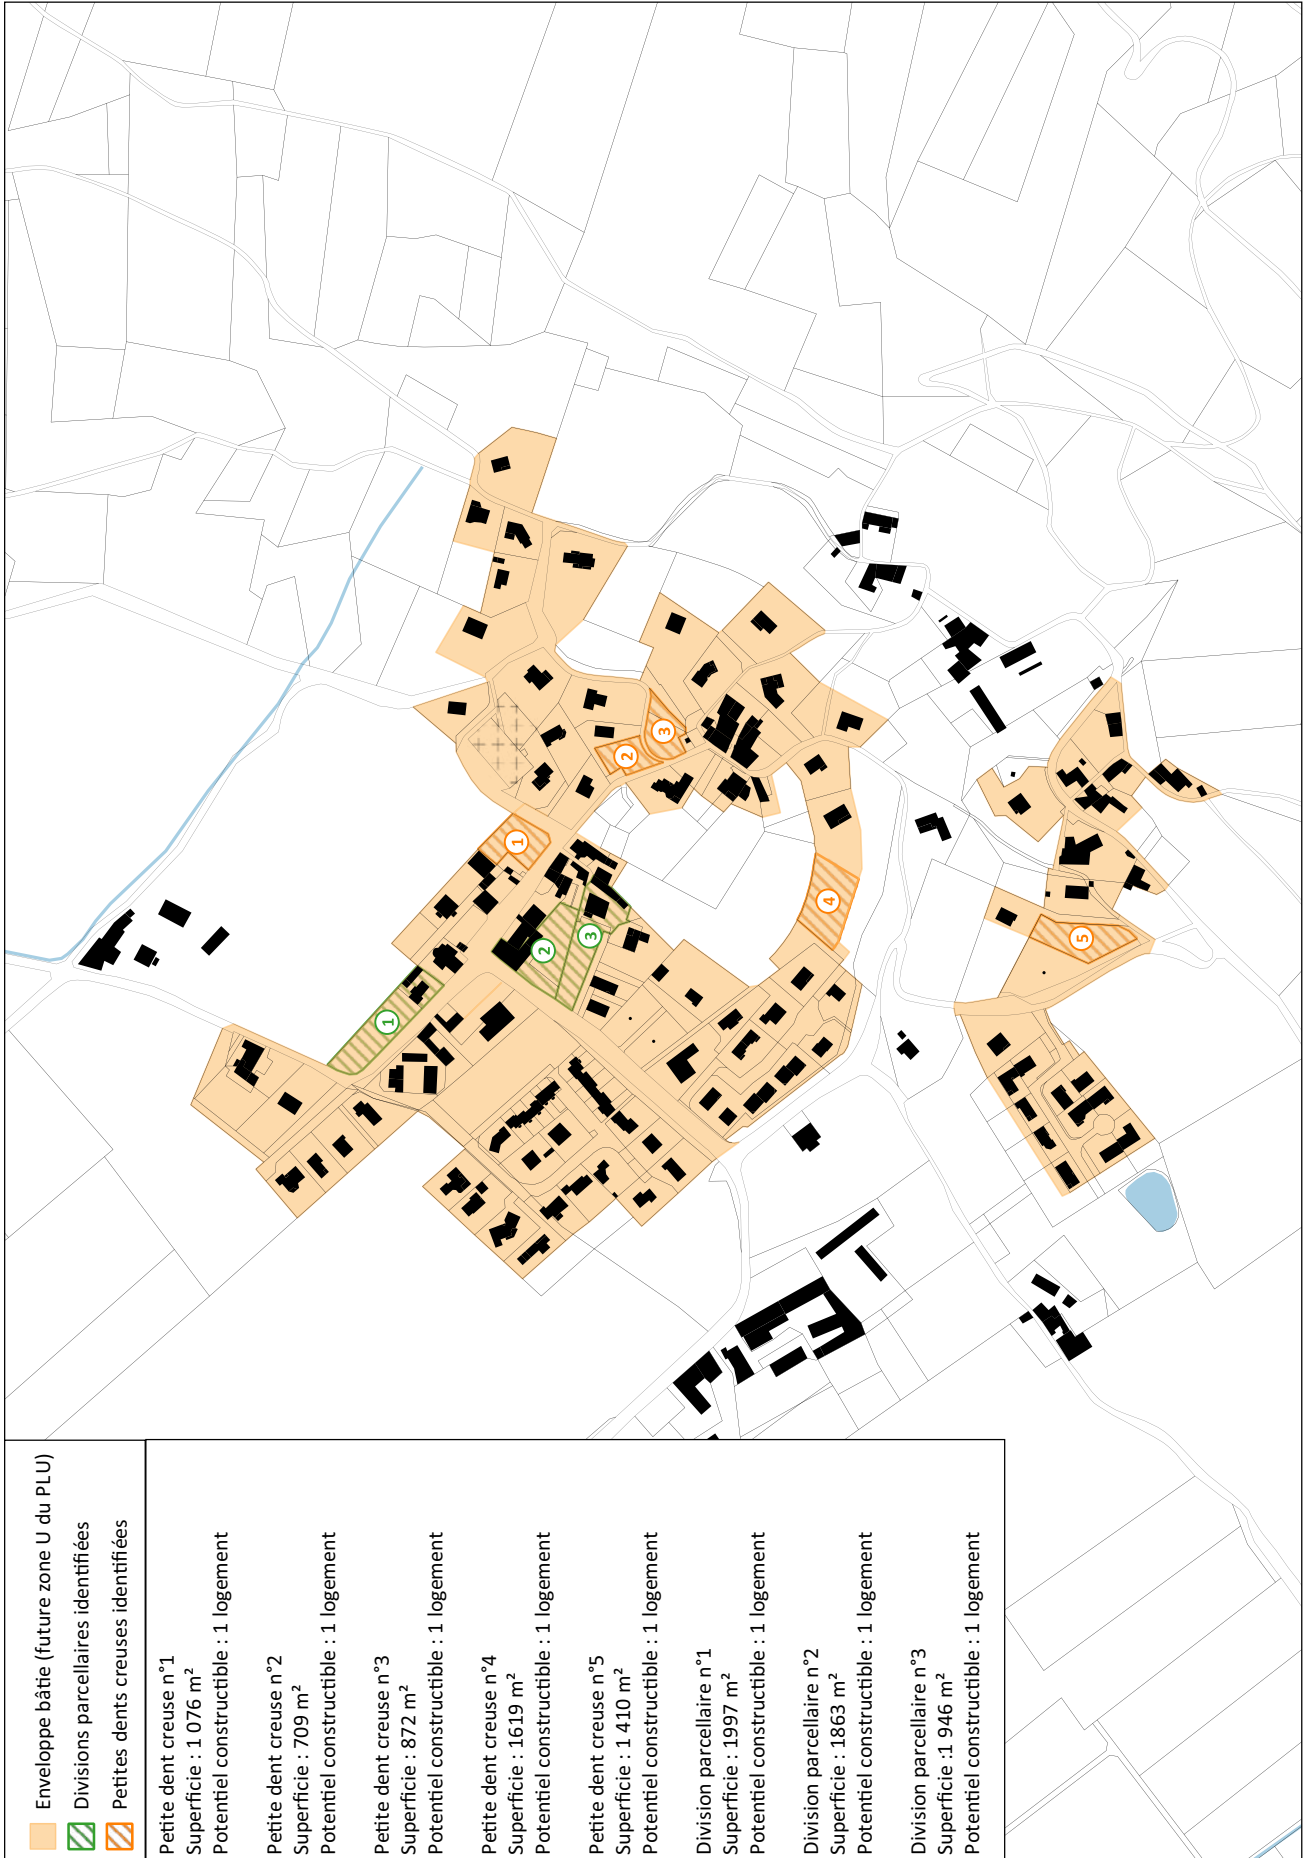 Enveloppe bâtie (future zone U du PLU)
Divisions parcellaires identifiées
Petites dents creuses identifiées
Petite dent creuse n°1
Superficie : 1 076 m²
Potentiel constructible : 1 logement
Petite dent creuse n°2
Superficie : 709 m²
Potentiel constructible : 1 logement
Petite dent creuse n°3
Superficie : 872 m²
Potentiel constructible : 1 logement
Petite dent creuse n°4
Superficie : 1619 m²
Potentiel constructible : 1 logement
Petite dent creuse n°5
Superficie : 1 410 m²
Potentiel constructible : 1 logement
Division parcellaire n°1
Superficie : 1997 m²
Potentiel constructible : 1 logement
Division parcellaire n°2
Superficie : 1863 m²
Potentiel constructible : 1 logement
Division parcellaire n°3
Superficie :1 946 m²
Potentiel constructible : 1 logement
1
2
3
1
2
3
4
5